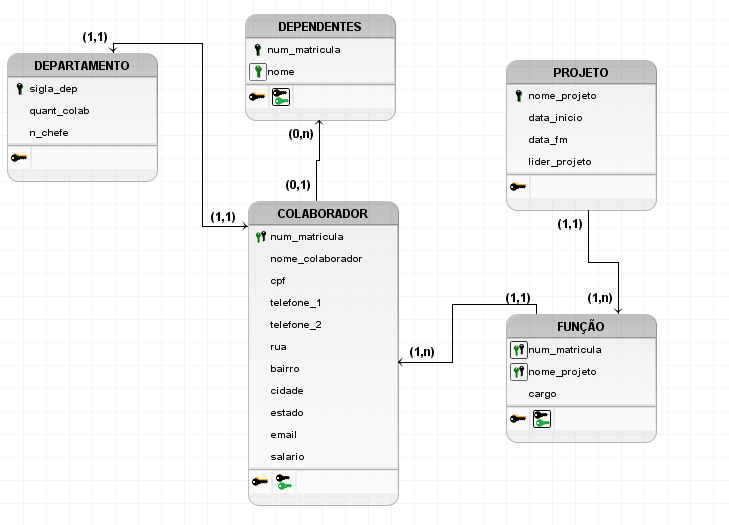 DEPENDENTES
num_matricula
nome
(0,n)
(1,1)
DEPARTAMENTO
sigla_dep
quant_colab
n_chefe
PROJETO
nome_projeto
data_inicio
data_fm
lider_projeto
(1,1)
(0,1)
(1,1)
COLABORADOR
num_matricula
nome_colaborador
cpf
telefone_1
telefone_2
rua
bairro
cidade
estado
email
salario
(1,n)
(1,1)
(1,n)
FUNÇÃO
num_matricula
nome_projeto
cargo